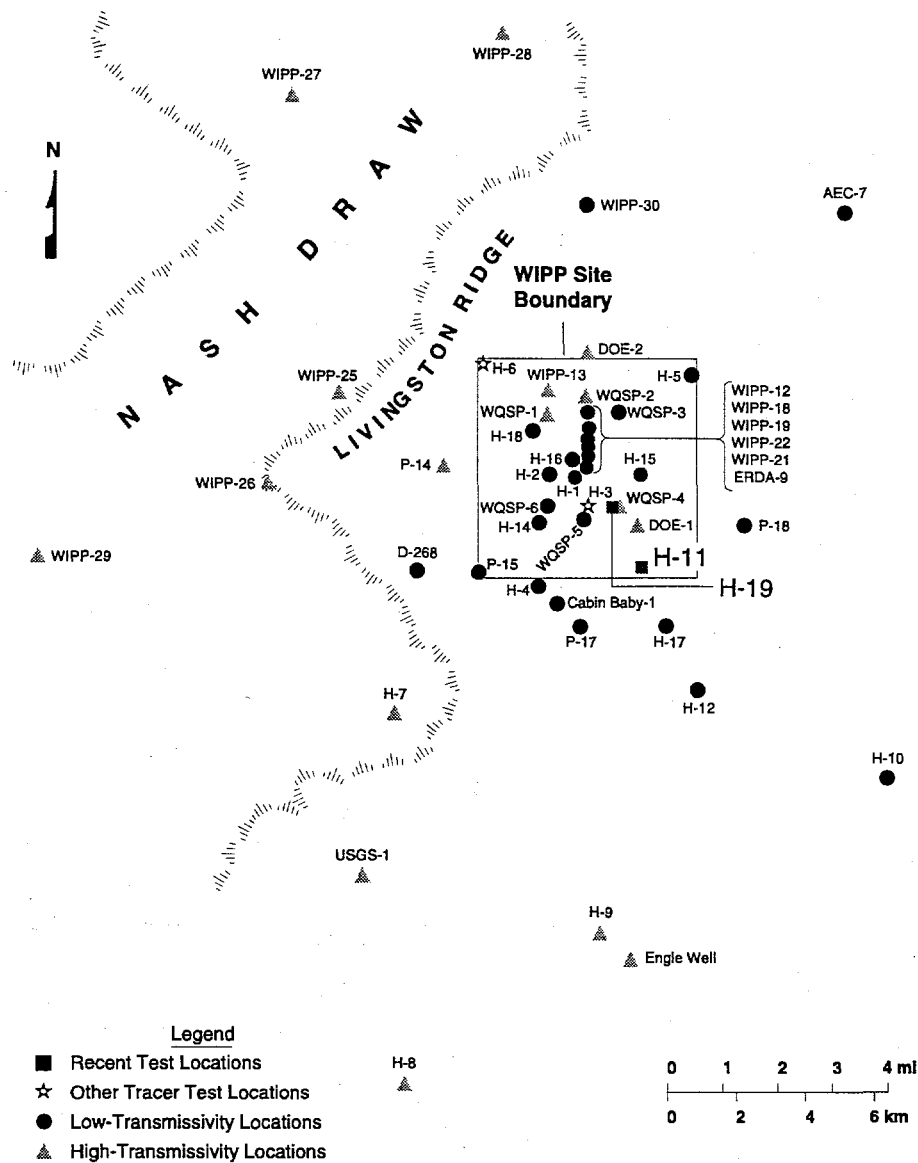 WIPP-28
WIPP-27
N
NASH DRAW
AEC-7
WIPP-30
LIVINGSTON RIDGE
WIPP Site
Boundary
DOE-2
H-6
H-5
WIPP-25
WIPP-13
WQSP-2
WQSP-1
WQSP-3
WIPP-12
WIPP-18
WIPP-19
WIPP-22
WIPP-21
ERDA-9
H-18
P-14
H-16
H-2
H-15
WIPP-26
H-1
H-3
WQSP-6
WQSP-4
H-14
WQSP-5
DOE-1
P-18
WIPP-29
D-268
P-15
H-11
H-19
H-4
Cabin Baby-1
P-17
H-17
H-7
H-12
H-10
USGS-1
H-9
Engle Well
Legend
Recent Test Locations
Other Tracer Test Locations
Low-Transmissivity Locations
High-Transmissivity Locations
H-8
0 1 2 3 4 mi
0 2 4 6 km